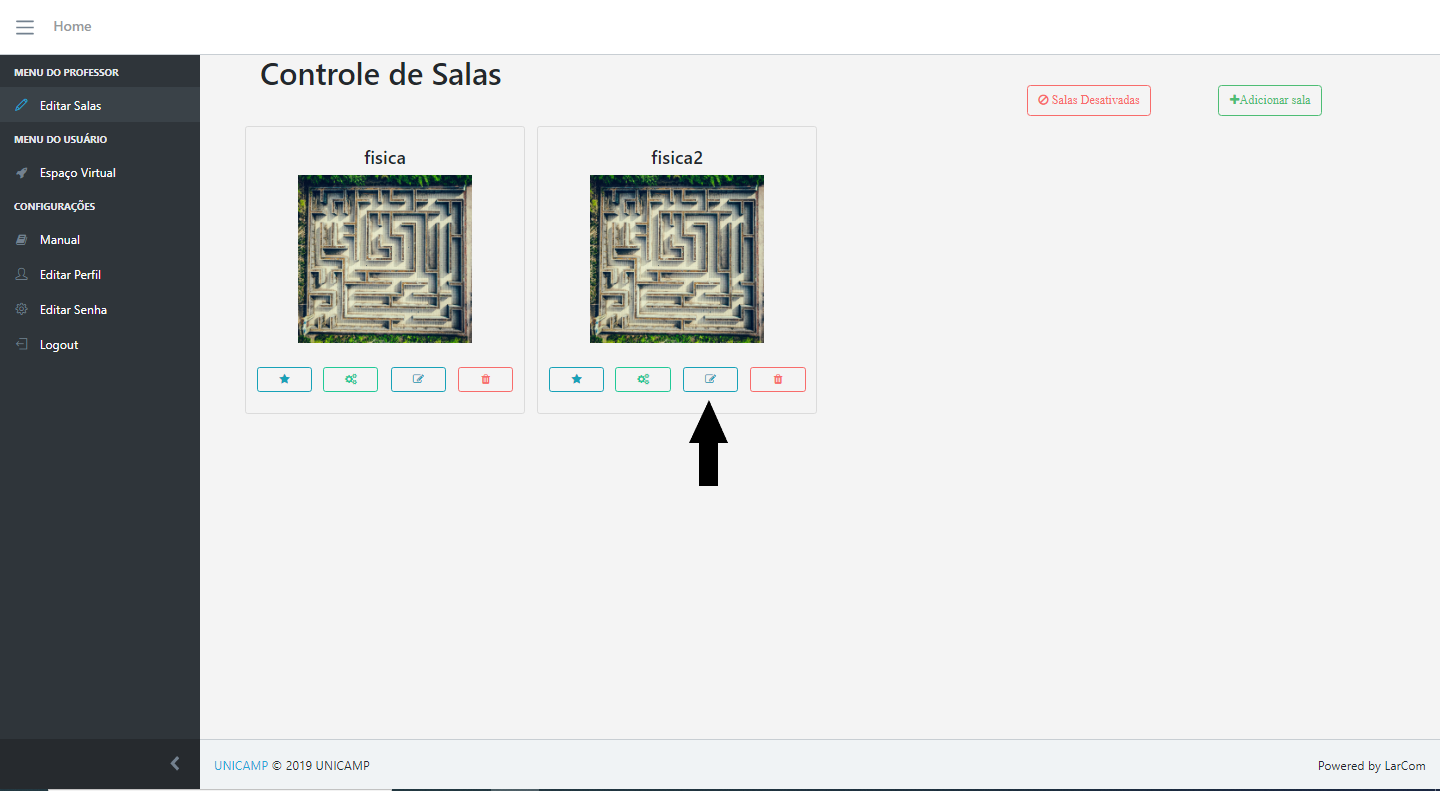 Home
MENU DO PROFESSOR
Editar Salas
MENU DO USUÁRIO
Espaço Virtual
CONFIGURAÇÕES
Manual
Editar Perfil
Editar Senha
Logout
Controle de Salas
Salas Desativadas
Adicionar sala
fisica
fisica2
UNICAMP © 2019 UNICAMP
Powered by LarCom